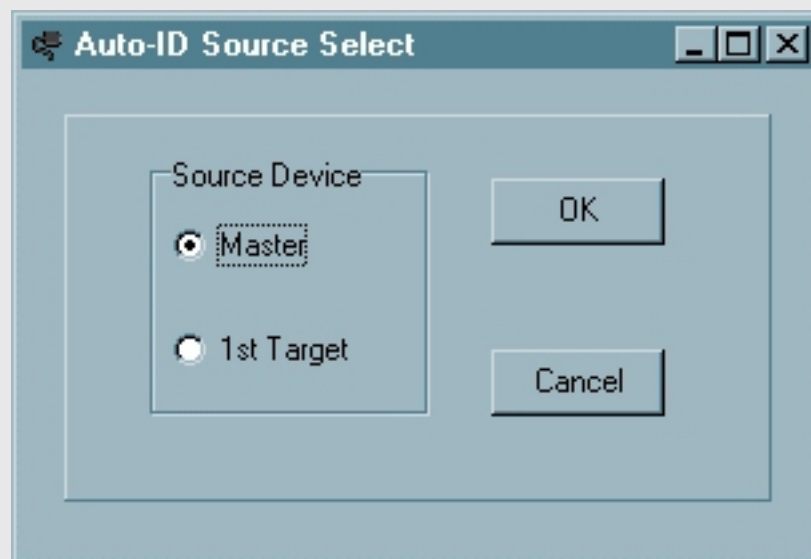 Auto-ID Source Select
Source Device
Master
1st Target
OK
Cancel